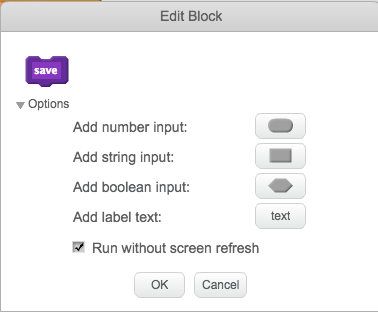 Edit Block
save
Options
Add number input:
Add string input:
Add boolean input:
Add label text: text
Run without screen refresh
OK Cancel